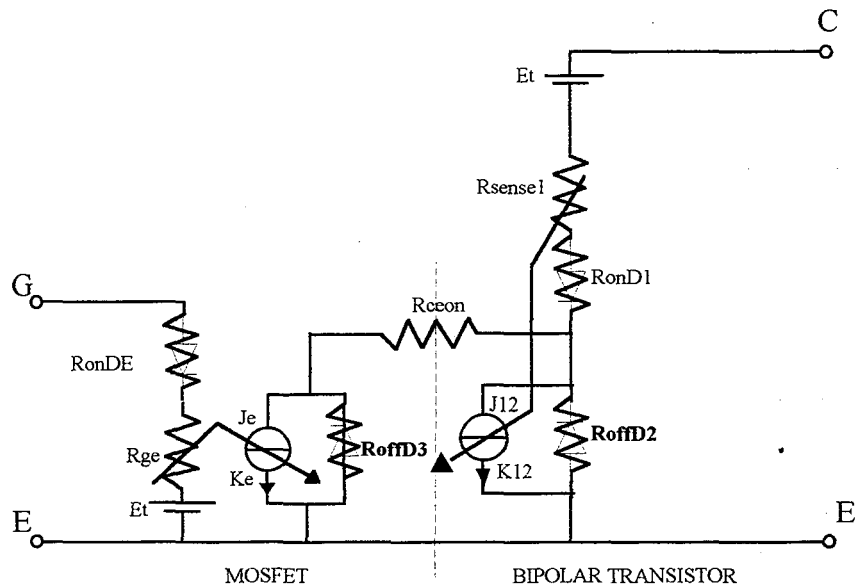 C
Et
Rsense1
RonD1
G
Rceon
RonDE
Je
J12
RoffD3
RoffD2
Rge
Ke
K12
Et
E
E
MOSFET
BIPOLAR TRANSISTOR